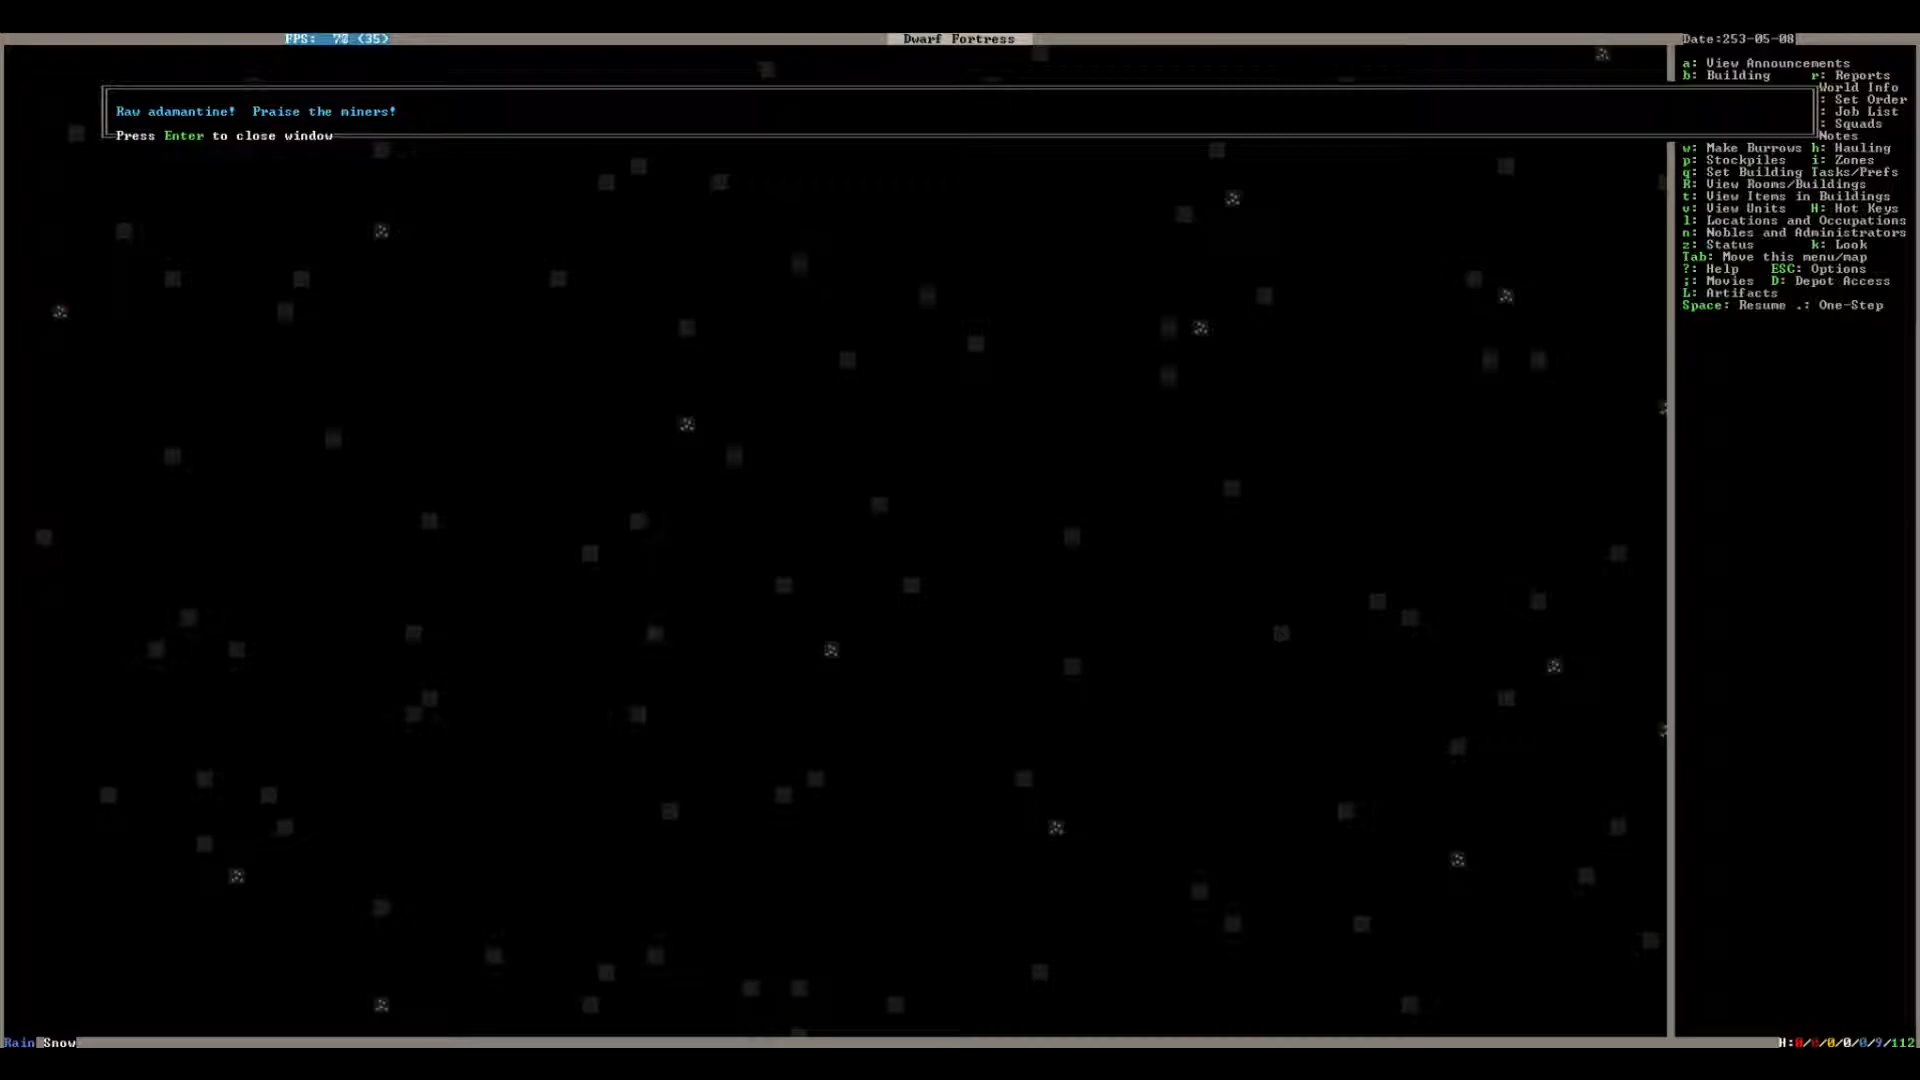 FPS: 70 (35) Dwarf Fortress Date:253-05-08
Raw adamantine! Praise the miners!
Press Enter to close window
a: View Announcements
b: Building r: Reports
World Info
: Set Order
: Job List
: Squads
Notes
w: Make Burrows h: Hauling
p: Stockpiles i: Zones
q: Set Building Tasks/Prefs
R: View Rooms/Buildings
t: View Items in Buildings
v: View Units H: Hot Keys
l: Locations and Occupations
n: Nobles and Administrators
z: Status k: Look
Tab: Move this menu/map
?: Help ESC: Options
;: Movies D: Depot Access
L: Artifacts
Space: Resume .: One-Step
Rain Snow H:0/0/0/0/0/9/112